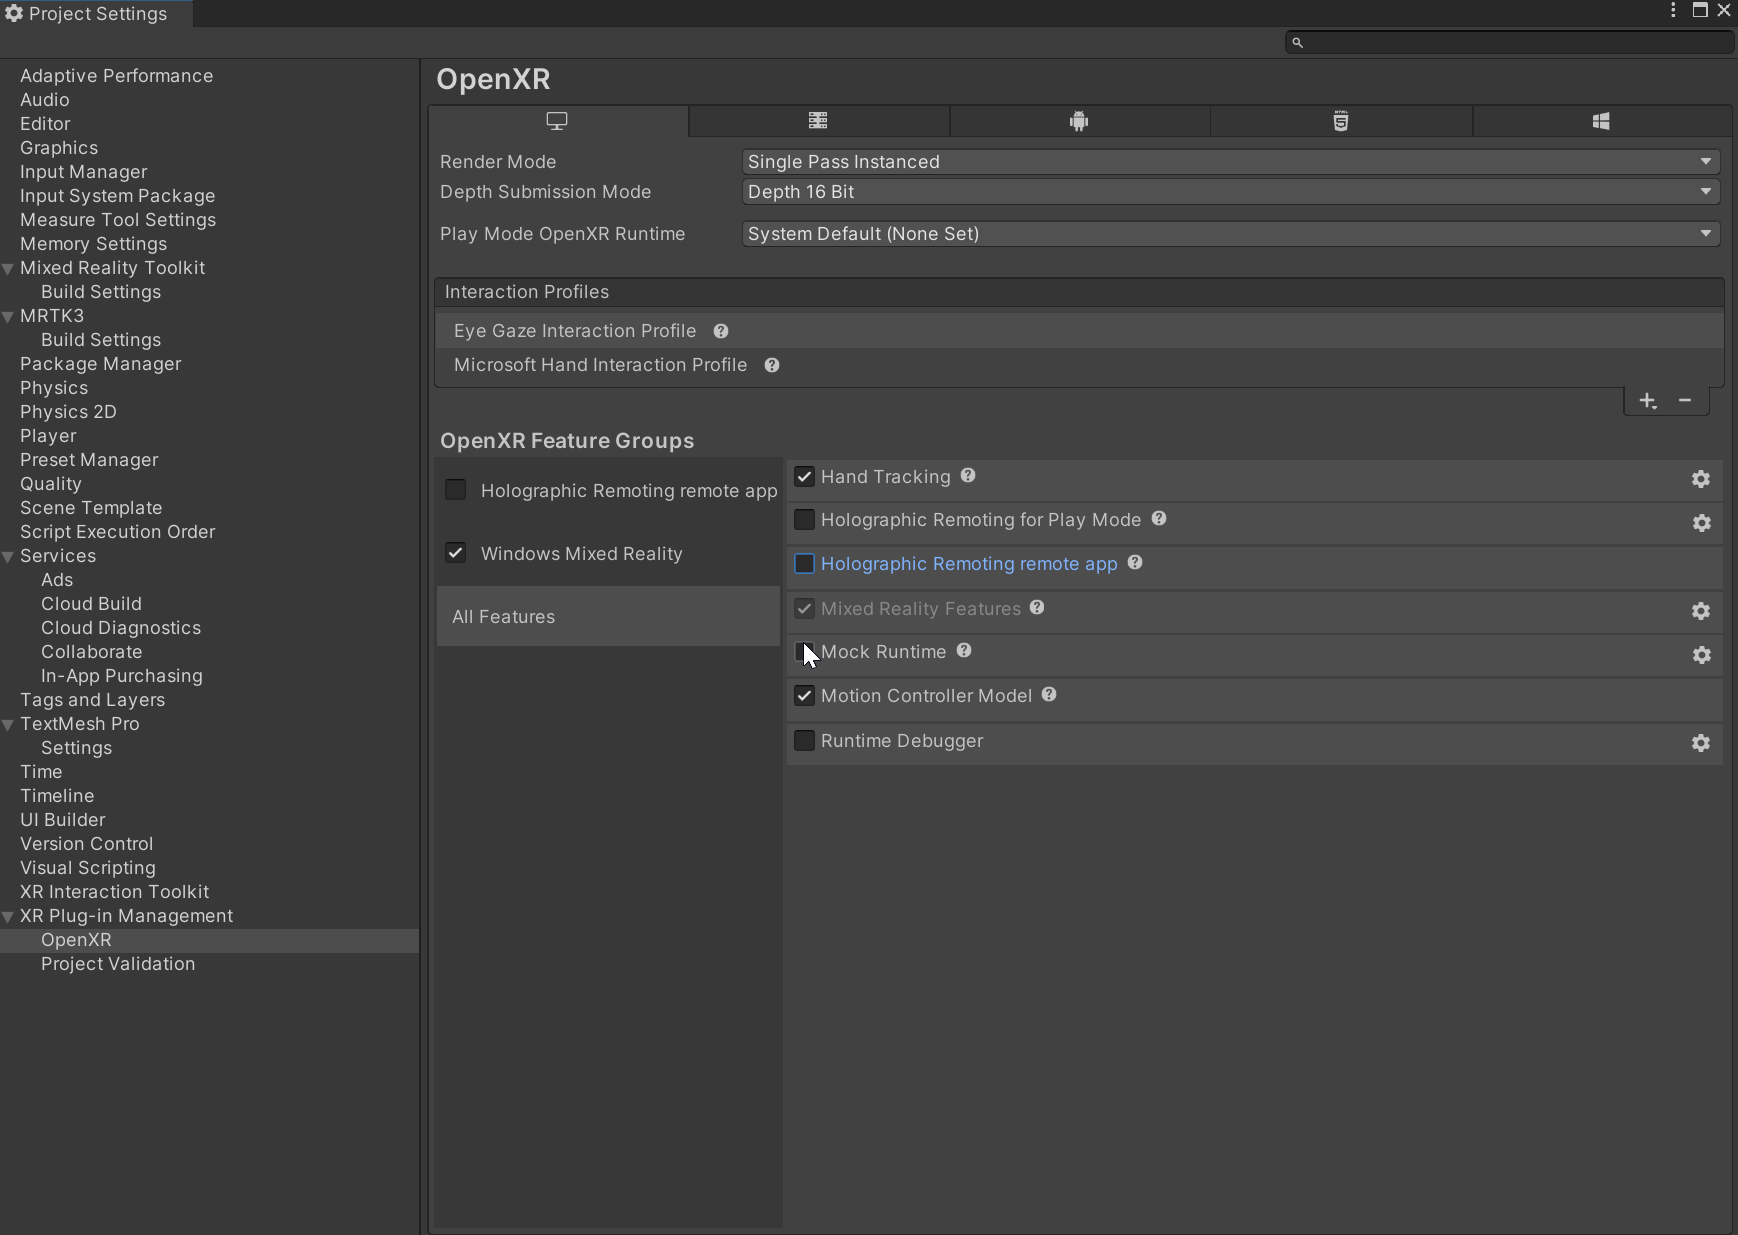 Project Settings
Adaptive Performance
Audio
Editor
Graphics
Input Manager
Input System Package
Measure Tool Settings
Memory Settings
Mixed Reality Toolkit
Build Settings
MRTK3
Build Settings
Package Manager
Physics
Physics 2D
Player
Preset Manager
Quality
Scene Template
Script Execution Order
Services
Ads
Cloud Build
Cloud Diagnostics
Collaborate
In-App Purchasing
Tags and Layers
TextMesh Pro
Settings
Time
Timeline
UI Builder
Version Control
Visual Scripting
XR Interaction Toolkit
XR Plug-in Management
OpenXR
Project Validation
OpenXR
Render Mode Single Pass Instanced
Depth Submission Mode Depth 16 Bit
Play Mode OpenXR Runtime System Default (None Set)
Interaction Profiles
Eye Gaze Interaction Profile
Microsoft Hand Interaction Profile
OpenXR Feature Groups
Holographic Remoting remote app
Windows Mixed Reality
All Features
Hand Tracking
Holographic Remoting for Play Mode
Holographic Remoting remote app
Mixed Reality Features
Mock Runtime
Motion Controller Model
Runtime Debugger